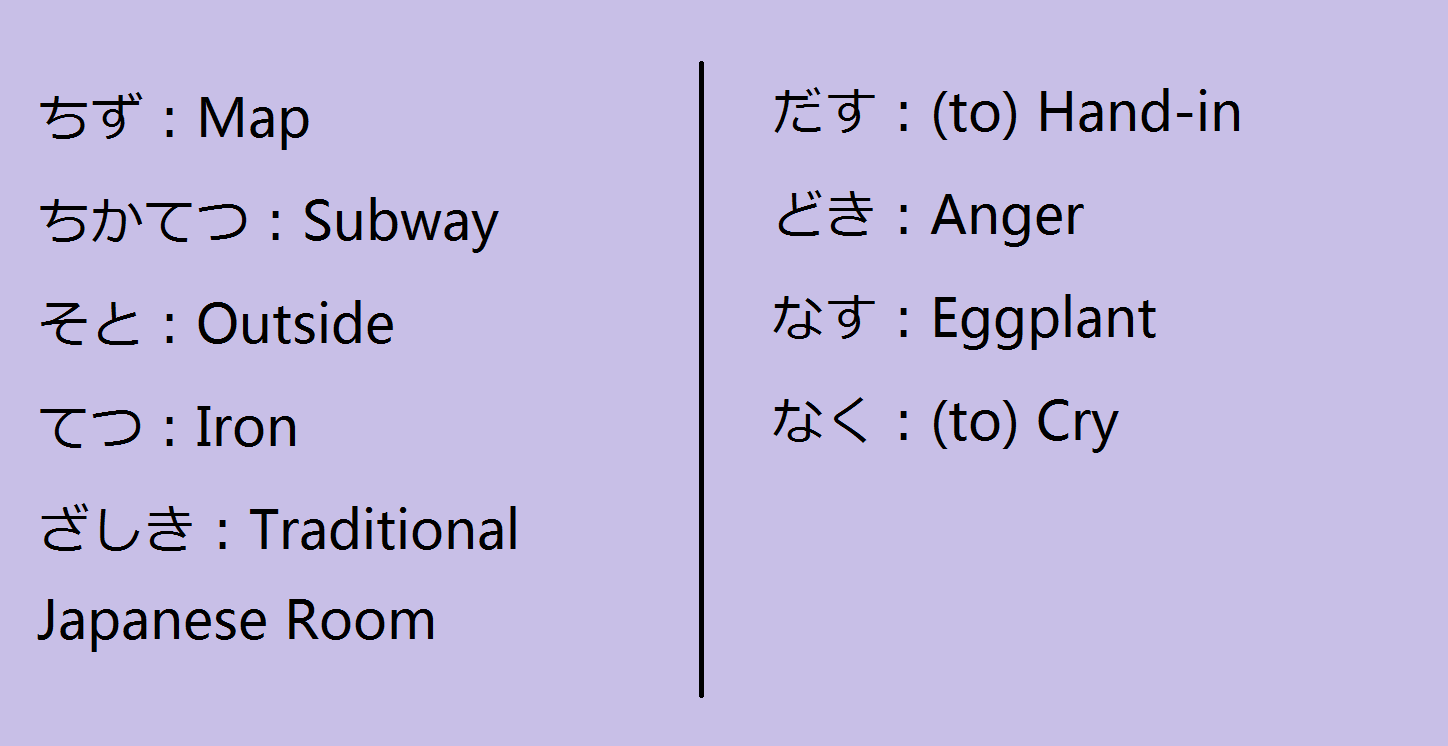 ちず : Map
ちかてつ : Subway
そと : Outside
てつ : Iron
ざしき : Traditional
Japanese Room
だす : (to) Hand-in
どき : Anger
なす : Eggplant
なく : (to) Cry